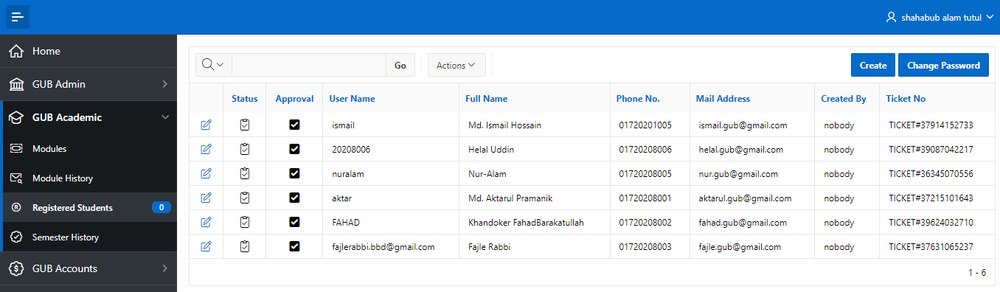 shahabub alam tutul
Home
GUB Admin
GUB Academic
Modules
Module History
Registered Students 0
Semester History
GUB Accounts
Go Actions Create Change Password
Status Approval User Name Full Name Phone No. Mail Address Created By Ticket No
ismail Md. Ismail Hossain 01720201005 ismail.gub@gmail.com nobody TICKET#37914152733
20208006 Helal Uddin 01720208006 helal.gub@gmail.com nobody TICKET#39087042217
nuralam Nur-Alam 01720208005 nur.gub@gmail.com nobody TICKET#36345070556
aktar Md. Aktarul Pramanik 01720208001 aktarul.gub@gmail.com nobody TICKET#37215101643
FAHAD Khandoker FahadBarakatullah 01720208002 fahad.gub@gmail.com nobody TICKET#39624032710
fajlerabbi.bbd@gmail.com Fajle Rabbi 01720208003 fajle.gub@gmail.com nobody TICKET#37631065237
1 - 6